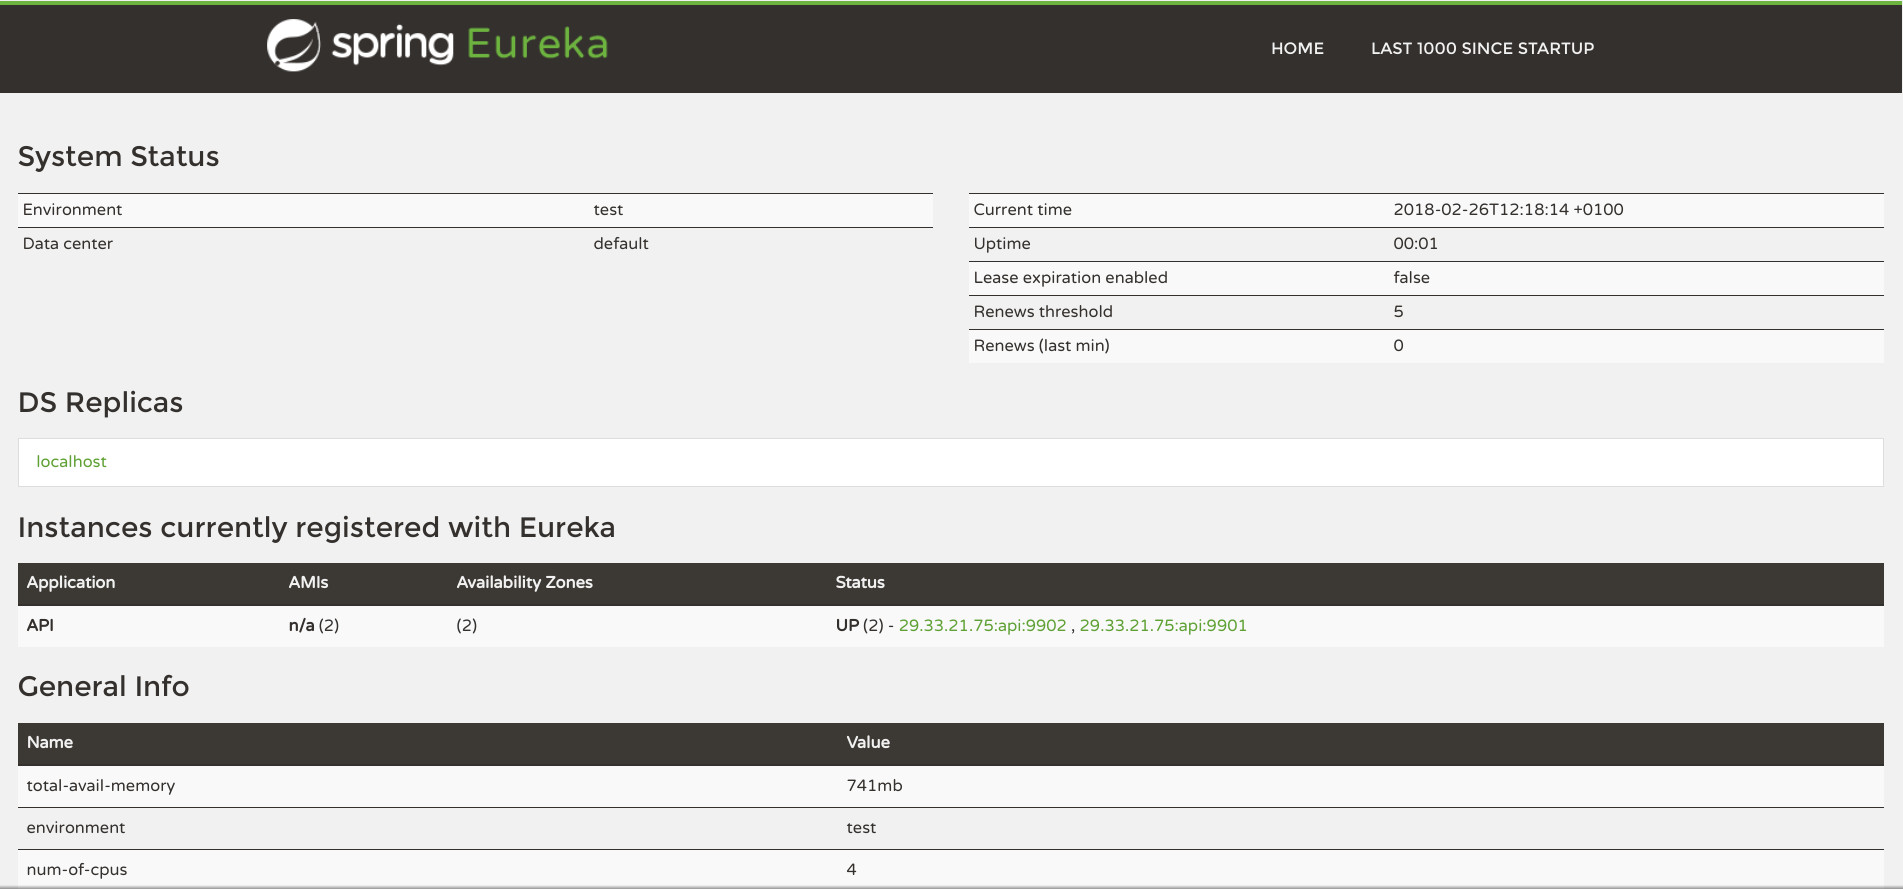 spring Eureka
HOME LAST 1000 SINCE STARTUP
System Status
Environment test
Data center default
Current time 2018-02-26T12:18:14 +0100
Uptime 00:01
Lease expiration enabled false
Renews threshold 5
Renews (last min) 0
DS Replicas
localhost
Instances currently registered with Eureka
Application AMIs Availability Zones Status
API n/a (2) (2) UP (2) - 29.33.21.75:api:9902 , 29.33.21.75:api:9901
General Info
Name Value
total-avail-memory 741mb
environment test
num-of-cpus 4